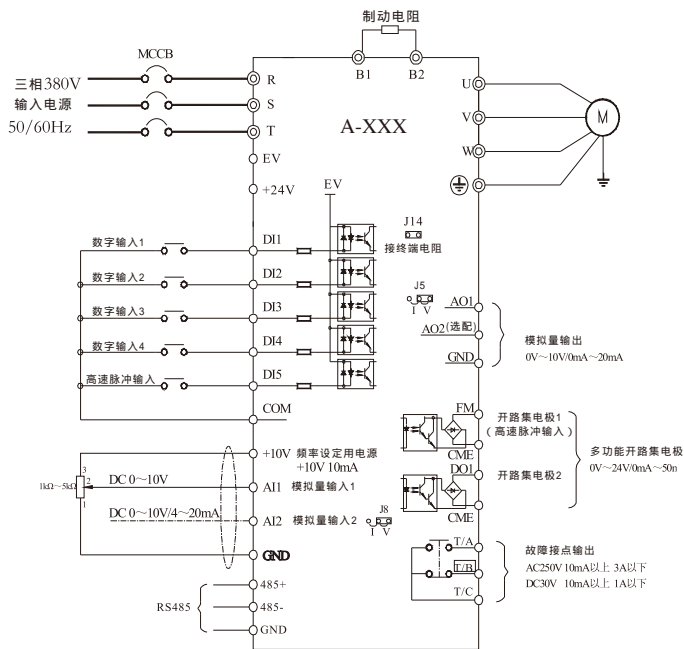 制动电阻
B1
B2
MCCB
三相380V
输入电源
50/60Hz
R
S
T
A-XXX
U
V
W
M
EV
+24V
EV
数字输入1
DI1
数字输入2
DI2
数字输入3
DI3
数字输入4
DI4
高速脉冲输入
DI5
COM
J14
接终端电阻
J5
I V
AO1
AO2(选配)
GND
模拟量输出
0V～10V/0mA～20mA
FM
CME
开路集电极1
(高速脉冲输入)
DO1
CME
开路集电极2
多功能开路集电极
0V～24V/0mA～50n
+10V
频率设定用电源
+10V 10mA
3
2
1
1kΩ～5kΩ
DC 0～10V
AI1
模拟量输入1
DC 0～10V/4～20mA
AI2
模拟量输入2
J8
I V
GND
T/A
T/B
T/C
故障接点输出
AC250V 10mA以上 3A以下
DC30V 10mA以上 1A以下
RS485
485+
485-
GND